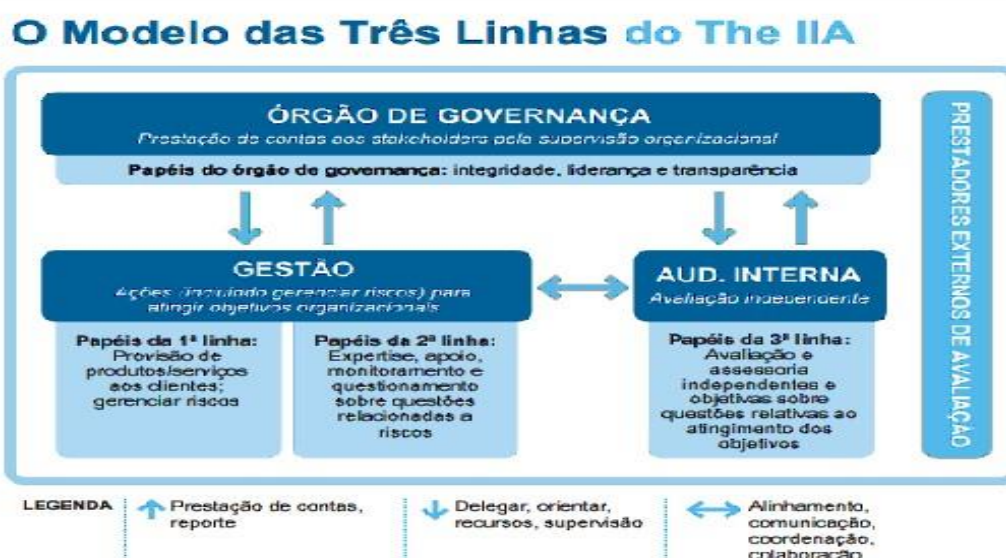 O Modelo das Três Linhas do The IIA
ÓRGÃO DE GOVERNANÇA
Prestação de contas aos stakeholders pela supervisão organizacional
Papéis do órgão de governança: integridade, liderança e transparência
GESTÃO
Ações (incluindo gerenciar riscos) para
atingir objetivos organizacionais
Papéis da 1ª linha:
Provisão de
produtos/serviços
aos clientes;
gerenciar riscos
Papéis da 2ª linha:
Expertise, apoio,
monitoramento e
questionamento
sobre questões
relacionadas a
riscos
AUD. INTERNA
Avaliação independente
Papéis da 3ª linha:
Avaliação e
assessoria
independentes e
objetivas sobre
questões relativas ao
atingimento dos
objetivos
PRESTADORES EXTERNOS DE AVALIAÇÃO
LEGENDA
Prestação de contas,
reporte
Delegar, orientar,
recursos, supervisão
Alinhamento,
comunicação,
coordenação,
colaboração